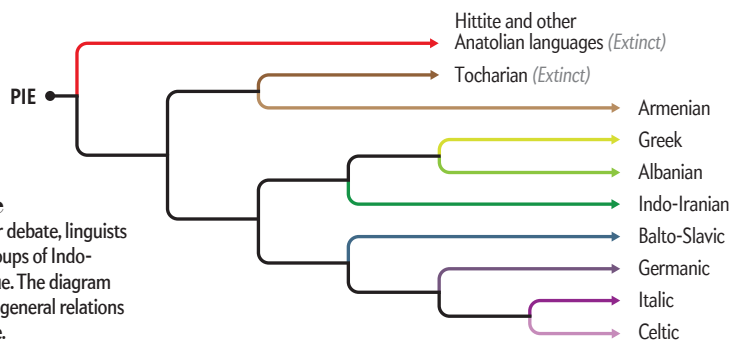 Hittite and other
Anatolian languages (Extinct)
Tocharian (Extinct)
PIE
Armenian
Greek
Albanian
Indo-Iranian
Balto-Slavic
Germanic
Italic
Celtic
debate, linguists
of Indo-
The diagram
general relations